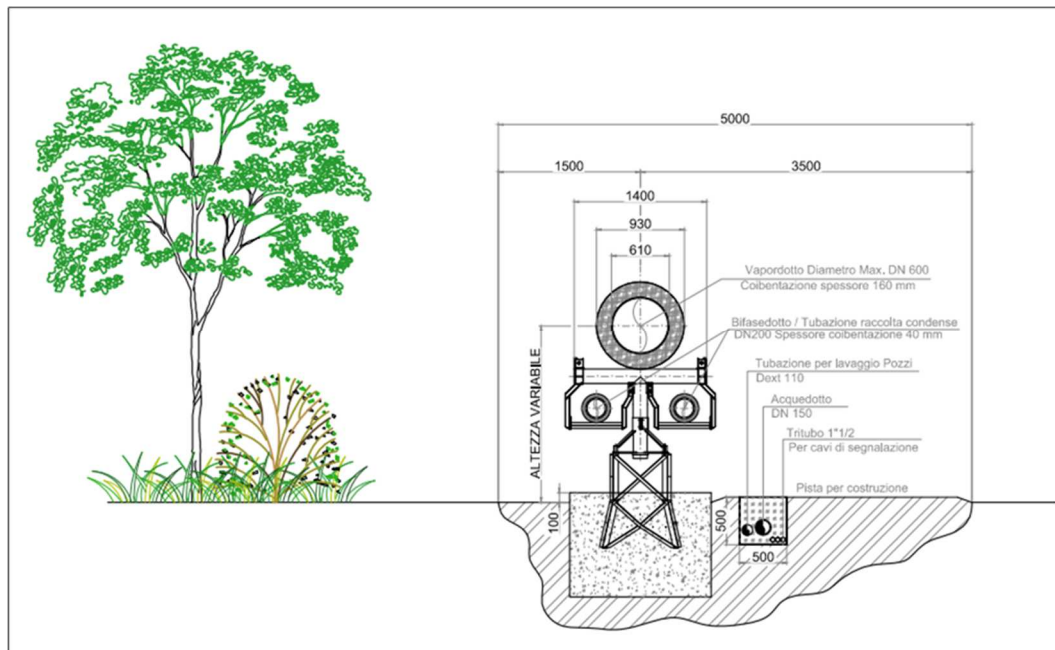 5000
1500
3500
1400
930
610
Vapordotto Diametro Max. DN 600
Coibentazione spessore 160 mm
Bifasedotto / Tubazione raccolta condense
DN200 Spessore coibentazione 40 mm
Tubazione per lavaggio Pozzi
Dext 110
Acquedotto
DN 150
Tritubo 1"1/2
Per cavi di segnalazione
Pista per costruzione
ALTEZZA VARIABILE
100
500
500